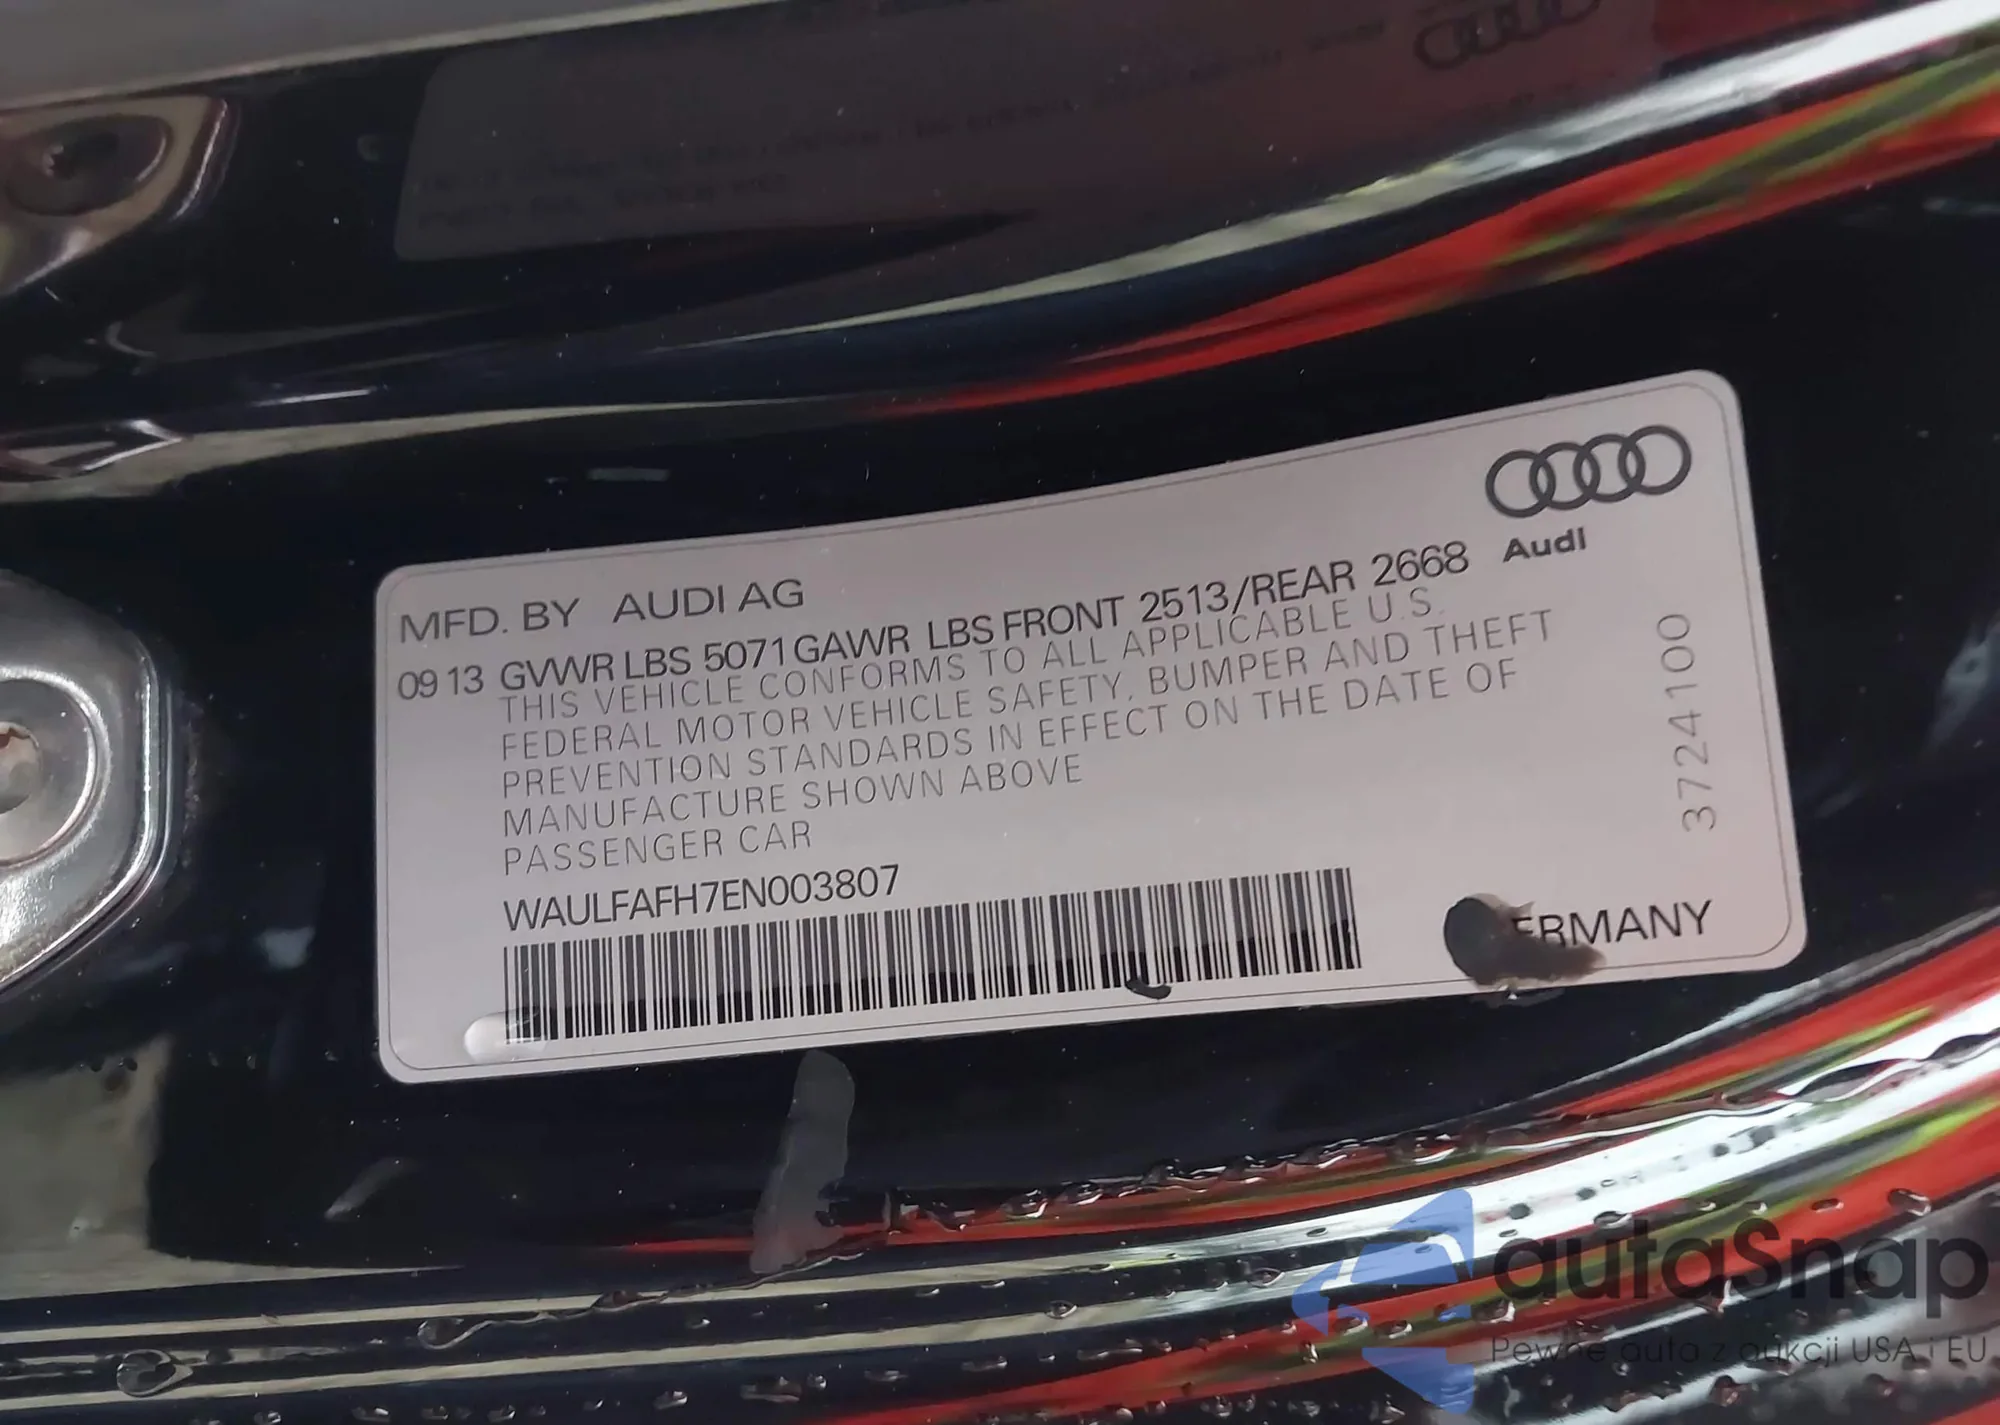 Audi
MFD. BY AUDI AG
09 13 GVWR LBS 5071 GAWR LBS FRONT 2513/REAR 2668
THIS VEHICLE CONFORMS TO ALL APPLICABLE U.S.
FEDERAL MOTOR VEHICLE SAFETY, BUMPER AND THEFT
PREVENTION STANDARDS IN EFFECT ON THE DATE OF
MANUFACTURE SHOWN ABOVE
PASSENGER CAR
WAULFAFH7EN003807
ERMANY
3724100
autaSnap
Pewne auta z aukcji USA i EU